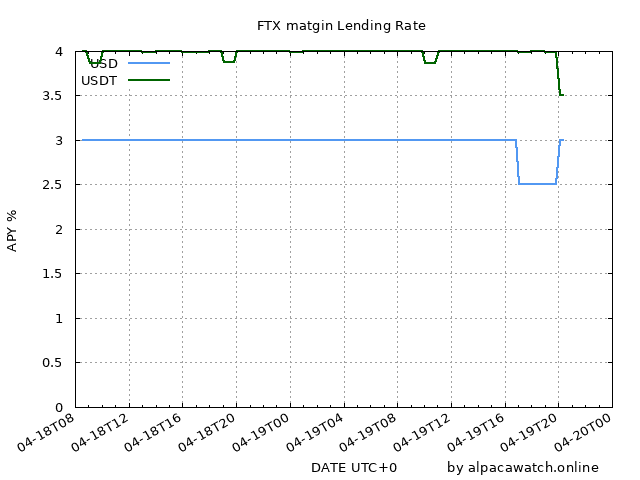 FTX matgin Lending Rate
APY %
4
3.5
3
2.5
2
1.5
1
0.5
0
USD
USDT
04-18T08
04-18T12
04-18T16
04-18T20
04-19T00
04-19T04
04-19T08
04-19T12
04-19T16
04-19T20
04-20T00
DATE UTC+0
by alpacawatch.online